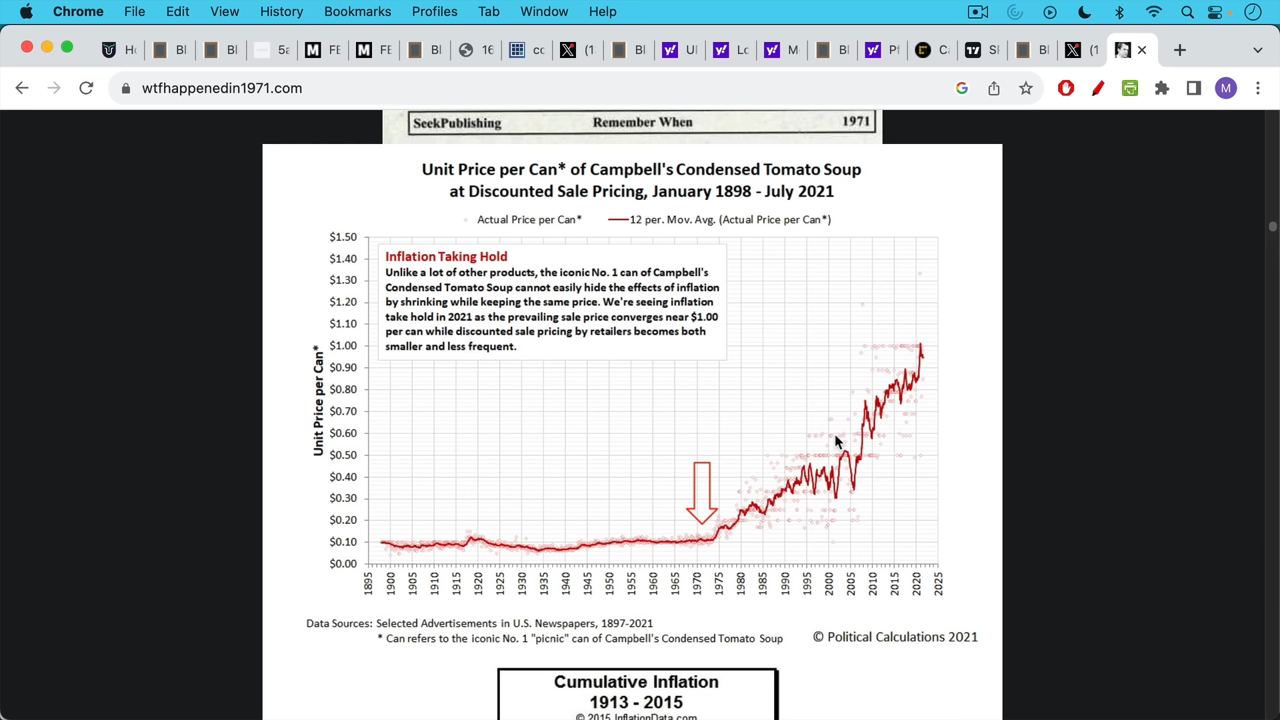 Chrome File Edit View History Bookmarks Profiles Tab Window Help
wtfhappenedin1971.com
M
SeekPublishing Remember When 1971
Unit Price per Can* of Campbell's Condensed Tomato Soup
at Discounted Sale Pricing, January 1898 - July 2021
Actual Price per Can* 12 per. Mov. Avg. (Actual Price per Can*)
$1.50
$1.40
$1.30
$1.20
$1.10
$1.00
$0.90
$0.80
$0.70
$0.60
$0.50
$0.40
$0.30
$0.20
$0.10
$0.00
Unit Price per Can*
Inflation Taking Hold
Unlike a lot of other products, the iconic No. 1 can of Campbell's
Condensed Tomato Soup cannot easily hide the effects of inflation
by shrinking while keeping the same price. We're seeing inflation
take hold in 2021 as the prevailing sale price converges near $1.00
per can while discounted sale pricing by retailers becomes both
smaller and less frequent.
1895 1900 1905 1910 1915 1920 1925 1930 1935 1940 1945 1950 1955 1960 1965 1970 1975 1980 1985 1990 1995 2000 2005 2010 2015 2020 2025
Data Sources: Selected Advertisements in U.S. Newspapers, 1897-2021
* Can refers to the iconic No. 1 "picnic" can of Campbell's Condensed Tomato Soup
© Political Calculations 2021
Cumulative Inflation
1913 - 2015
© 2015 InflationData.com